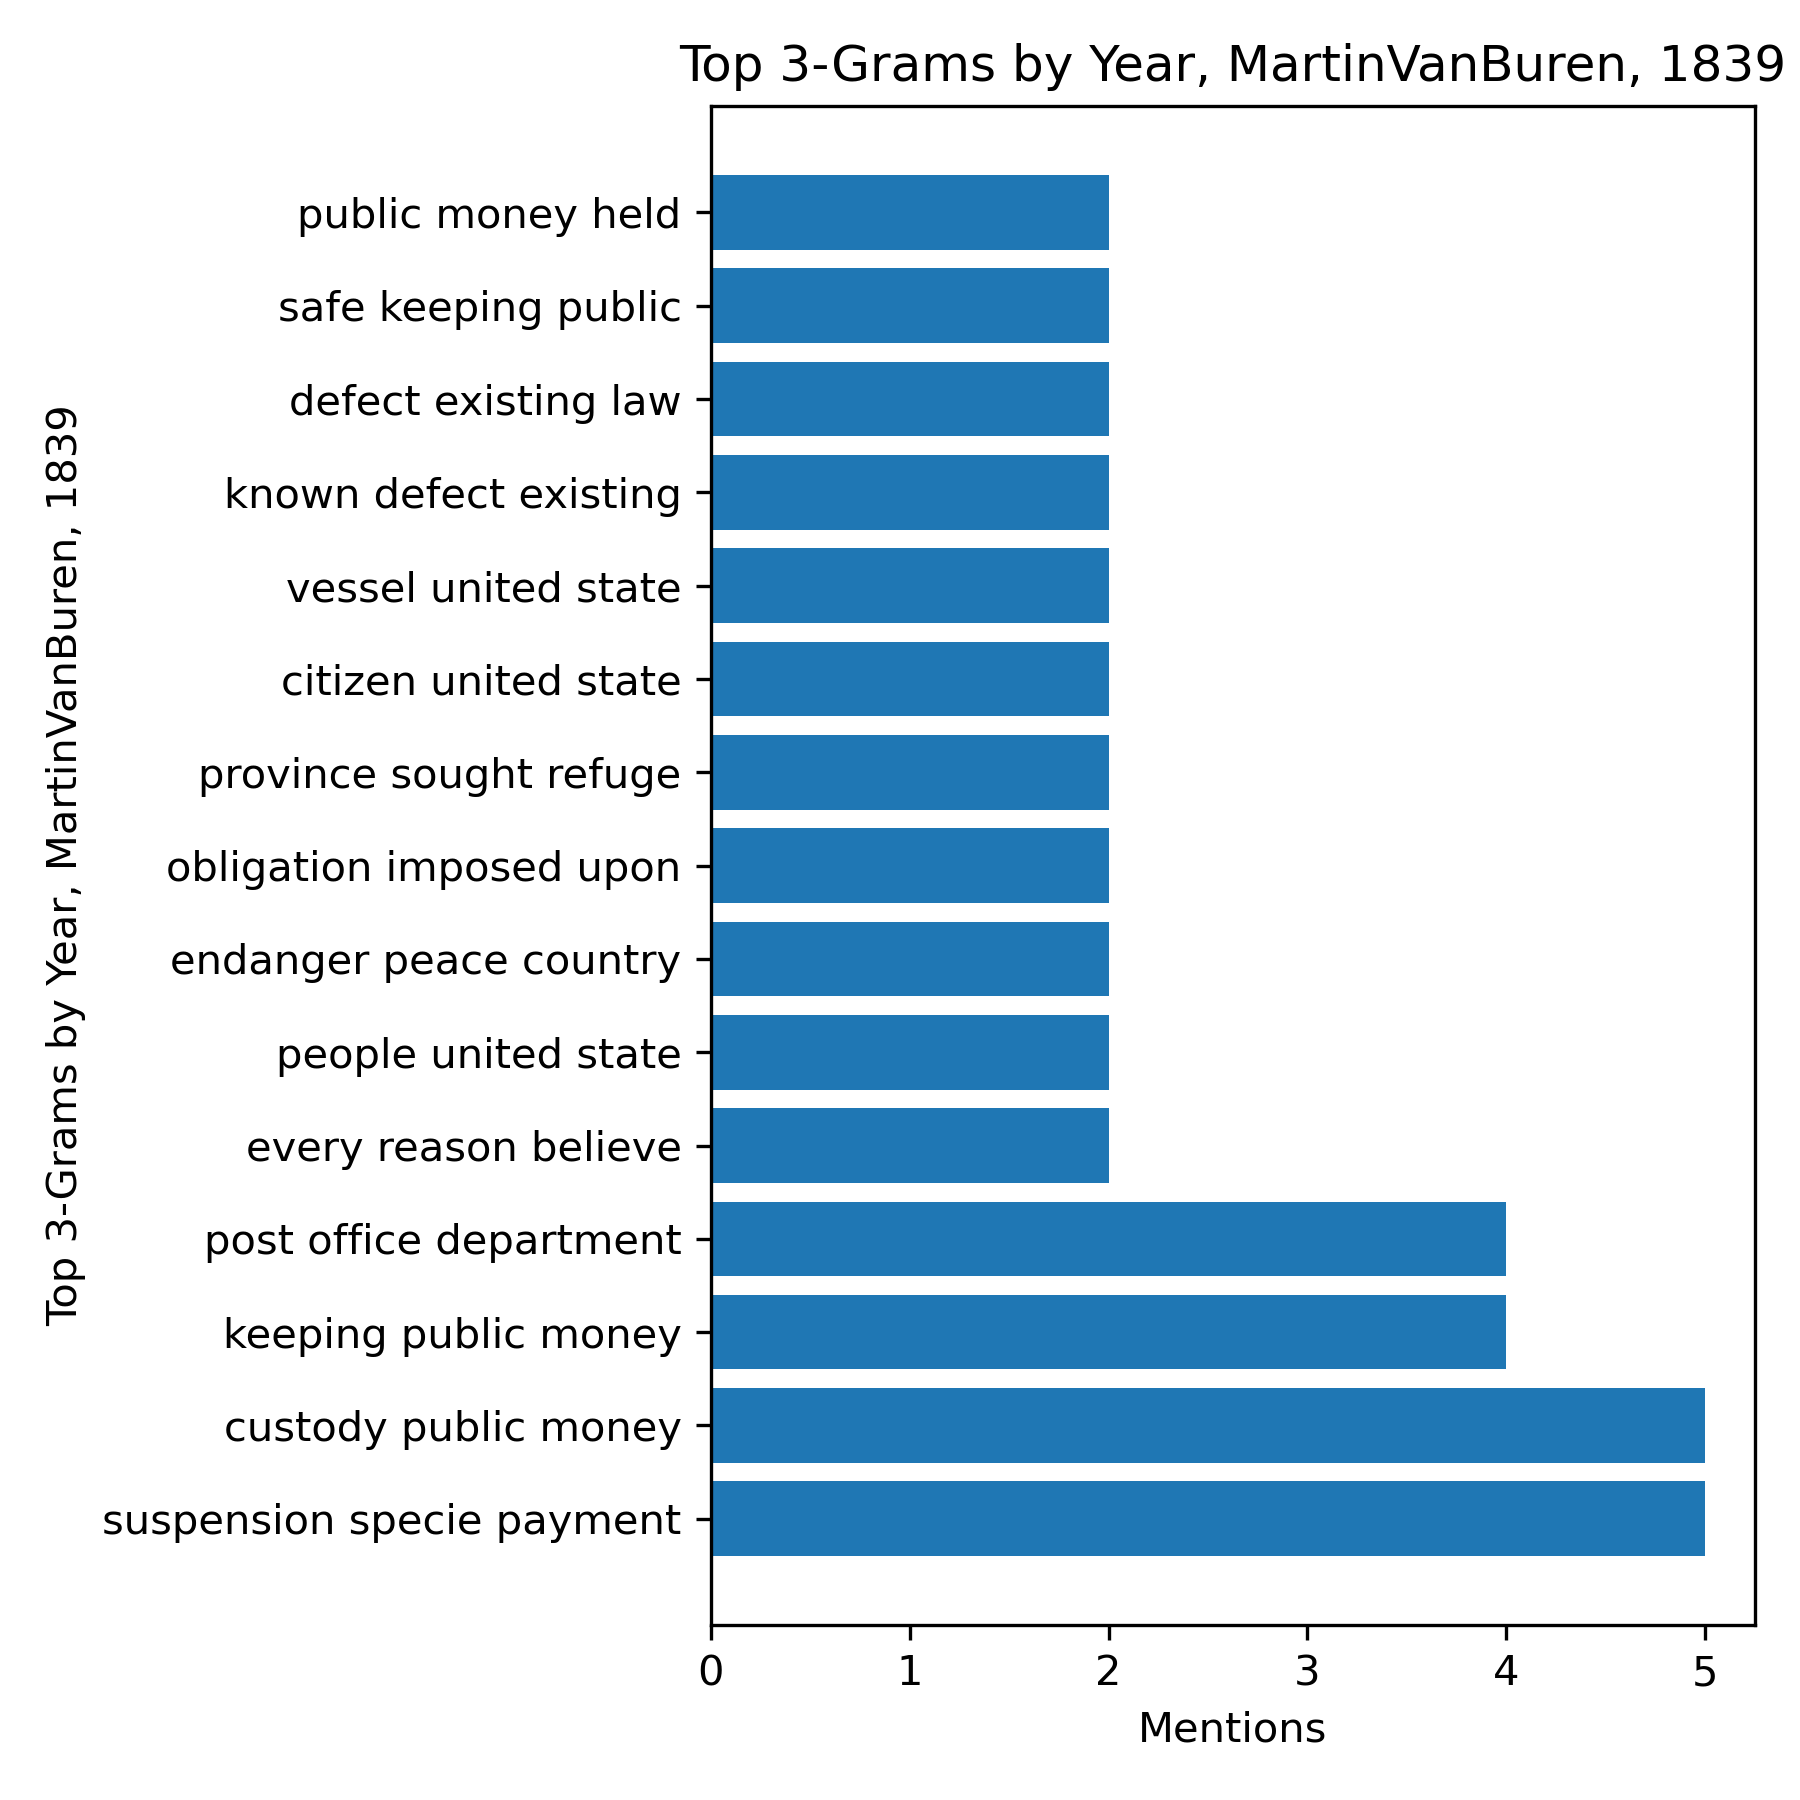 Top 3-Grams by Year, MartinVanBuren, 1839
Top 3-Grams by Year, MartinVanBuren, 1839
public money held
safe keeping public
defect existing law
known defect existing
vessel united state
citizen united state
province sought refuge
obligation imposed upon
endanger peace country
people united state
every reason believe
post office department
keeping public money
custody public money
suspension specie payment
0 1 2 3 4 5
Mentions